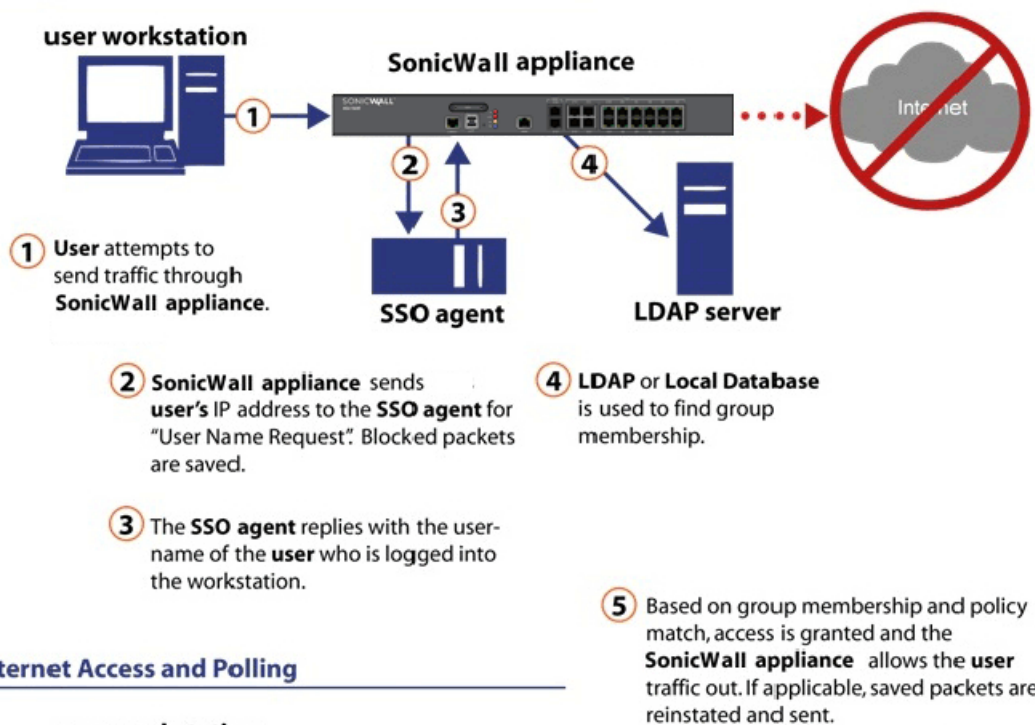 user workstation
SonicWall appliance
SONICWALL
Internet
1
2
3
4
SSO agent
LDAP server
1 User attempts to
send traffic through
SonicWall appliance.
2 SonicWall appliance sends
user's IP address to the SSO agent for
“User Name Request”. Blocked packets
are saved.
4 LDAP or Local Database
is used to find group
membership.
3 The SSO agent replies with the user-
name of the user who is logged into
the workstation.
5 Based on group membership and policy
match, access is granted and the
SonicWall appliance allows the user
traffic out. If applicable, saved packets are
reinstated and sent.
ternet Access and Polling